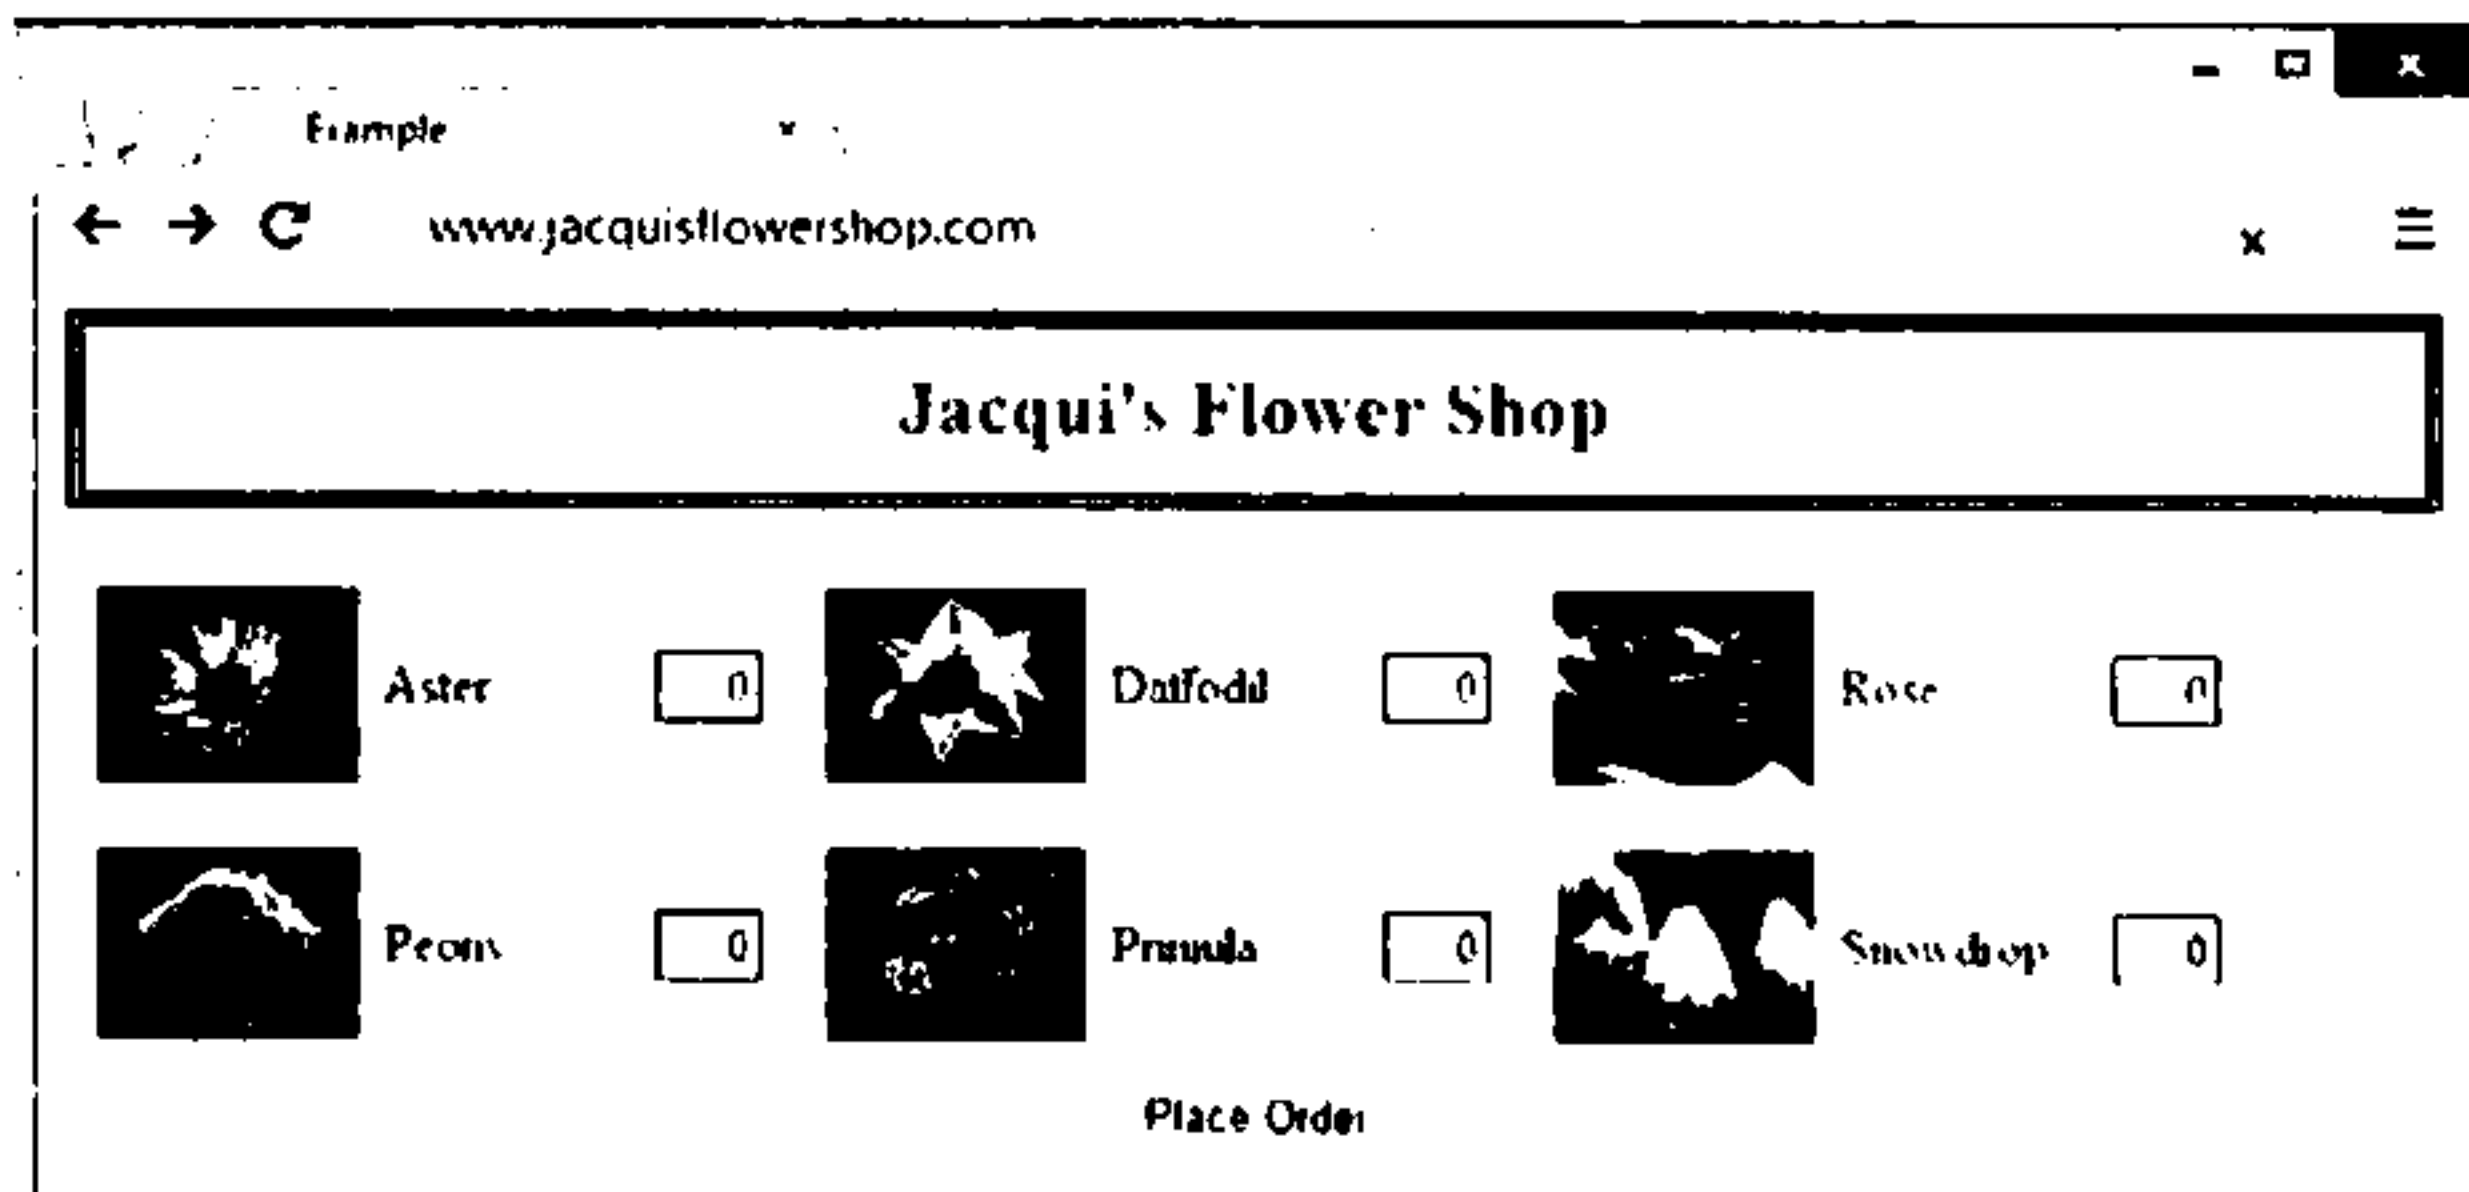 Example
www.jacquisflowershop.com
Jacqui's Flower Shop
Aster 0 Daffodil 0 Rose 0
Peony 0 Primula 0 Snowdrop 0
Place Order